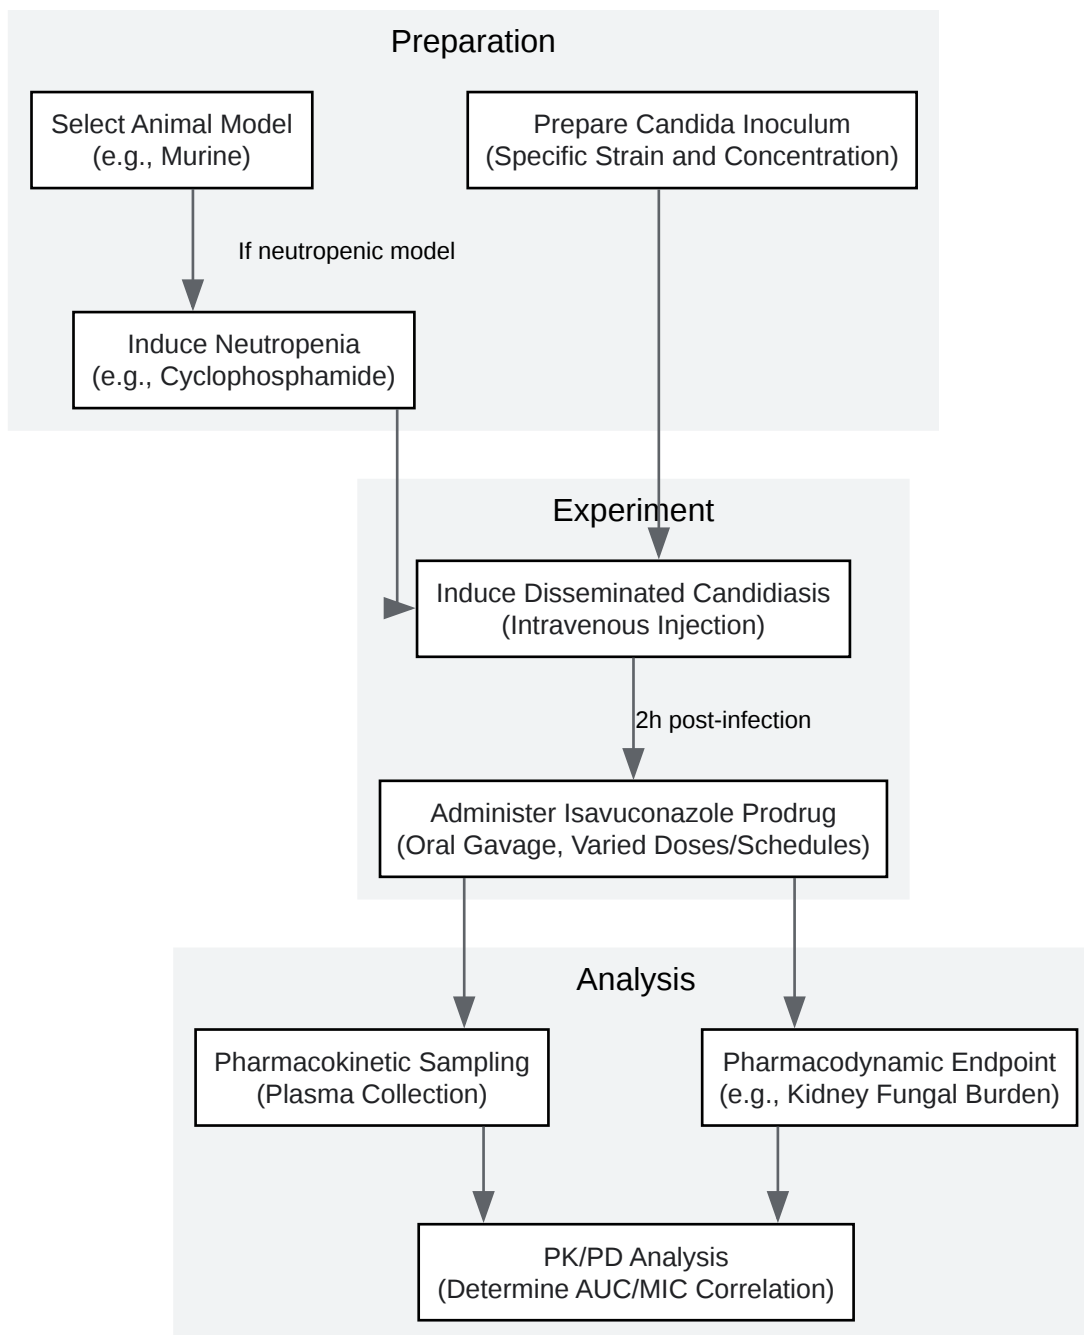 Preparation
Select Animal Model
(e.g., Murine)
Prepare Candida Inoculum
(Specific Strain and Concentration)
If neutropenic model
Induce Neutropenia
(e.g., Cyclophosphamide)
Experiment
Induce Disseminated Candidiasis
(Intravenous Injection)
2h post-infection
Administer Isavuconazole Prodrug
(Oral Gavage, Varied Doses/Schedules)
Analysis
Pharmacokinetic Sampling
(Plasma Collection)
Pharmacodynamic Endpoint
(e.g., Kidney Fungal Burden)
PK/PD Analysis
(Determine AUC/MIC Correlation)